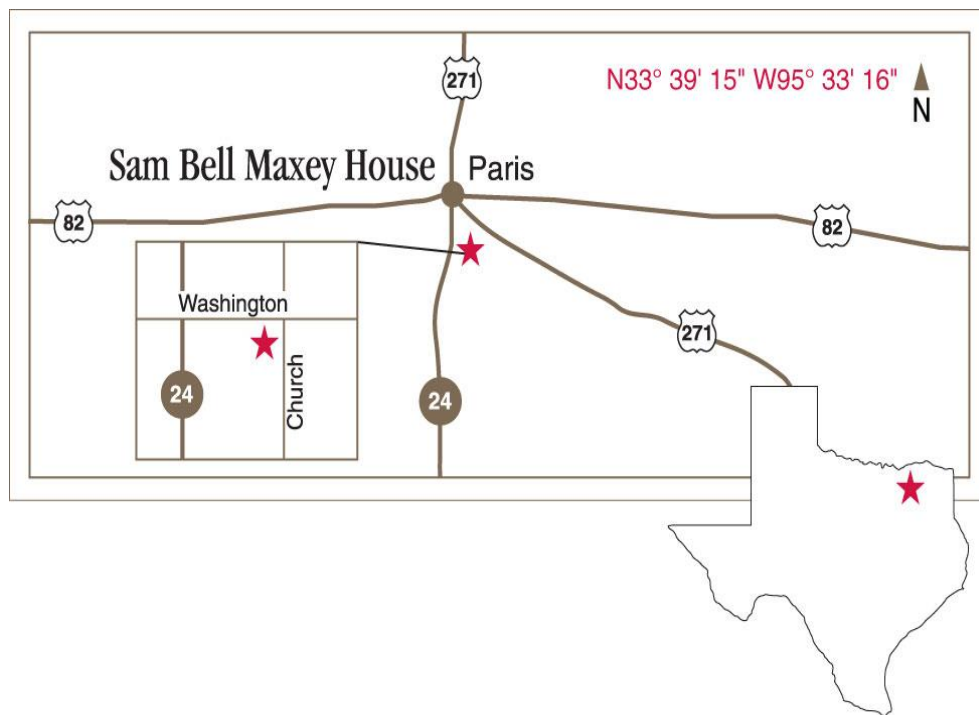 271
N33° 39' 15" W95° 33' 16"
N
Sam Bell Maxey House
Paris
82
82
Washington
271
24
Church
24